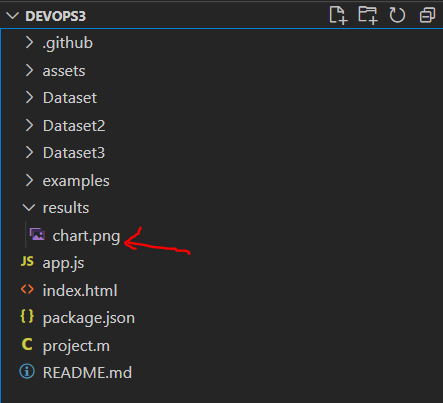 DEVOPS3
.github
assets
Dataset
Dataset2
Dataset3
examples
results
chart.png
JS app.js
<> index.html
{} package.json
C project.m
README.md